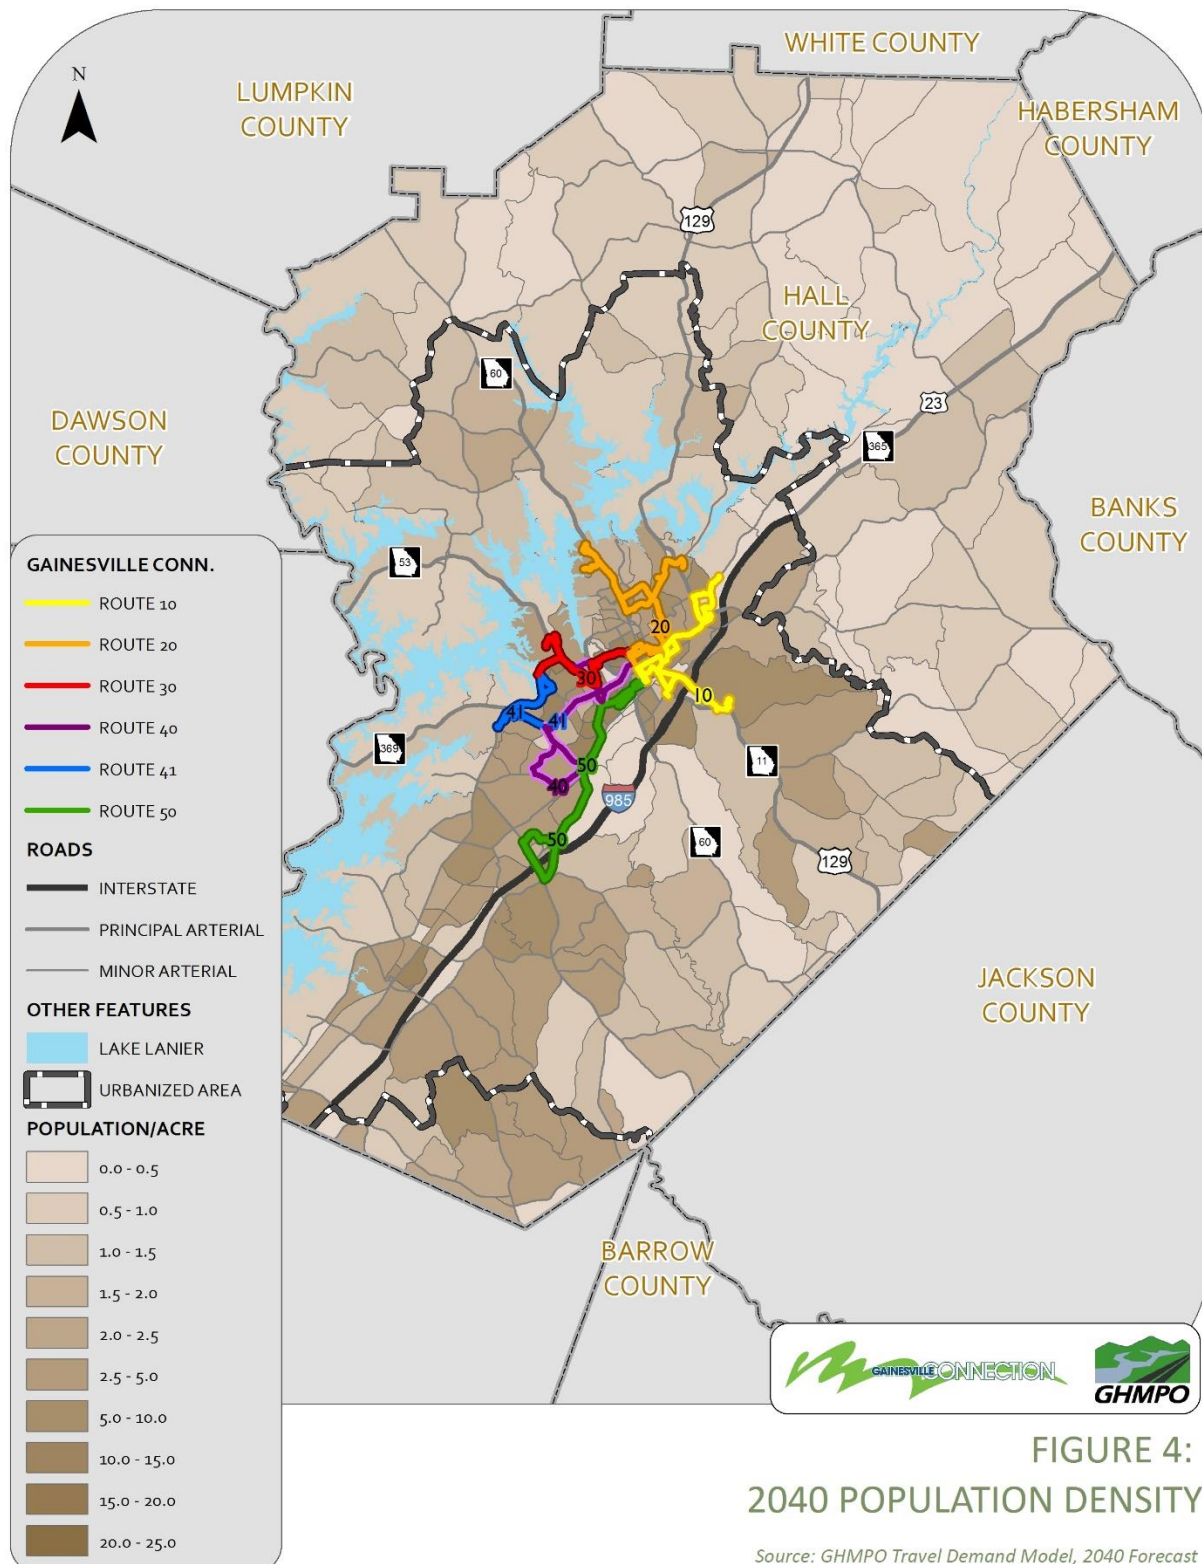 WHITE COUNTY
N
LUMPKIN
COUNTY
HABERSHAM
COUNTY
129
HALL
COUNTY
60
23
DAWSON
COUNTY
365
BANKS
COUNTY
53
GAINESVILLE CONN.
ROUTE 10
ROUTE 20
ROUTE 30
ROUTE 40
ROUTE 41
ROUTE 50
20
30
10
41
41
369
50
11
40
985
50
60
129
ROADS
INTERSTATE
PRINCIPAL ARTERIAL
MINOR ARTERIAL
JACKSON
COUNTY
OTHER FEATURES
LAKE LANIER
URBANIZED AREA
POPULATION/ACRE
0.0 - 0.5
0.5 - 1.0
1.0 - 1.5
1.5 - 2.0
2.0 - 2.5
2.5 - 5.0
5.0 - 10.0
10.0 - 15.0
15.0 - 20.0
20.0 - 25.0
BARROW
COUNTY
GAINESVILLE CONNECTION
GHMPO
FIGURE 4:
2040 POPULATION DENSITY
Source: GHMPO Travel Demand Model, 2040 Forecast